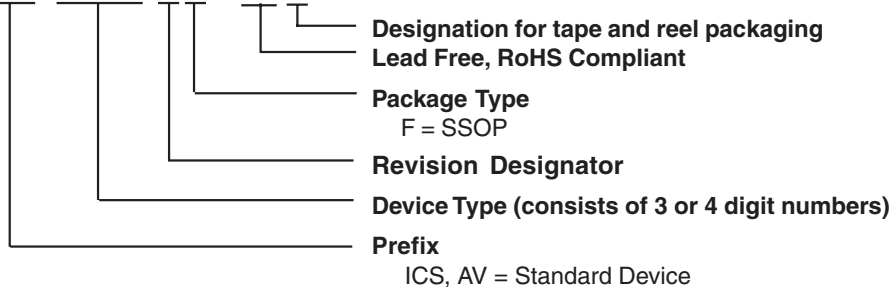 Designation for tape and reel packaging
Lead Free, RoHS Compliant
Package Type
F = SSOP
Revision Designator
Device Type (consists of 3 or 4 digit numbers)
Prefix
ICS, AV = Standard Device